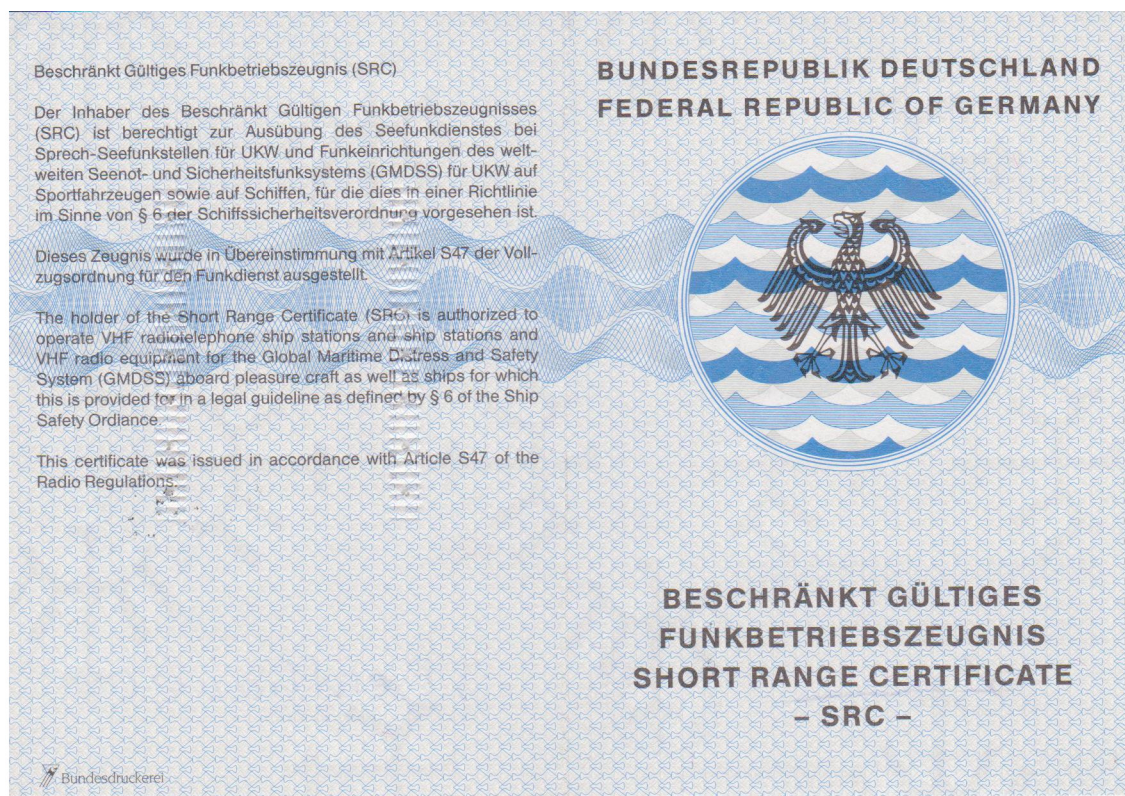 Beschränkt Gültiges Funkbetriebszeugnis (SRC)
Der Inhaber des Beschränkt Gültigen Funkbetriebszeugnisses
(SRC) ist berechtigt zur Ausübung des Seefunkdienstes bei
Sprech-Seefunkstellen für UKW und Funkeinrichtungen des welt-
weiten Seenot- und Sicherheitsfunksystems (GMDSS) für UKW auf
Sportfahrzeugen sowie auf Schiffen, für die dies in einer Richtlinie
im Sinne von § 6 der Schiffssicherheitsverordnung vorgesehen ist.
Dieses Zeugnis wurde in Übereinstimmung mit Artikel S47 der Voll-
zugsordnung für den Funkdienst ausgestellt.
The holder of the Short Range Certificate (SRC) is authorized to
operate VHF radiotelephone ship stations and ship stations and
VHF radio equipment for the Global Maritime Distress and Safety
System (GMDSS) aboard pleasure craft as well as ships for which
this is provided for in a legal guideline as defined by § 6 of the Ship
Safety Ordiance.
This certificate was issued in accordance with Article S47 of the
Radio Regulations.
Bundesdruckerei
BUNDESREPUBLIK DEUTSCHLAND
FEDERAL REPUBLIC OF GERMANY
BESCHRÄNKT GÜLTIGES
FUNKBETRIEBSZEUGNIS
SHORT RANGE CERTIFICATE
– SRC –